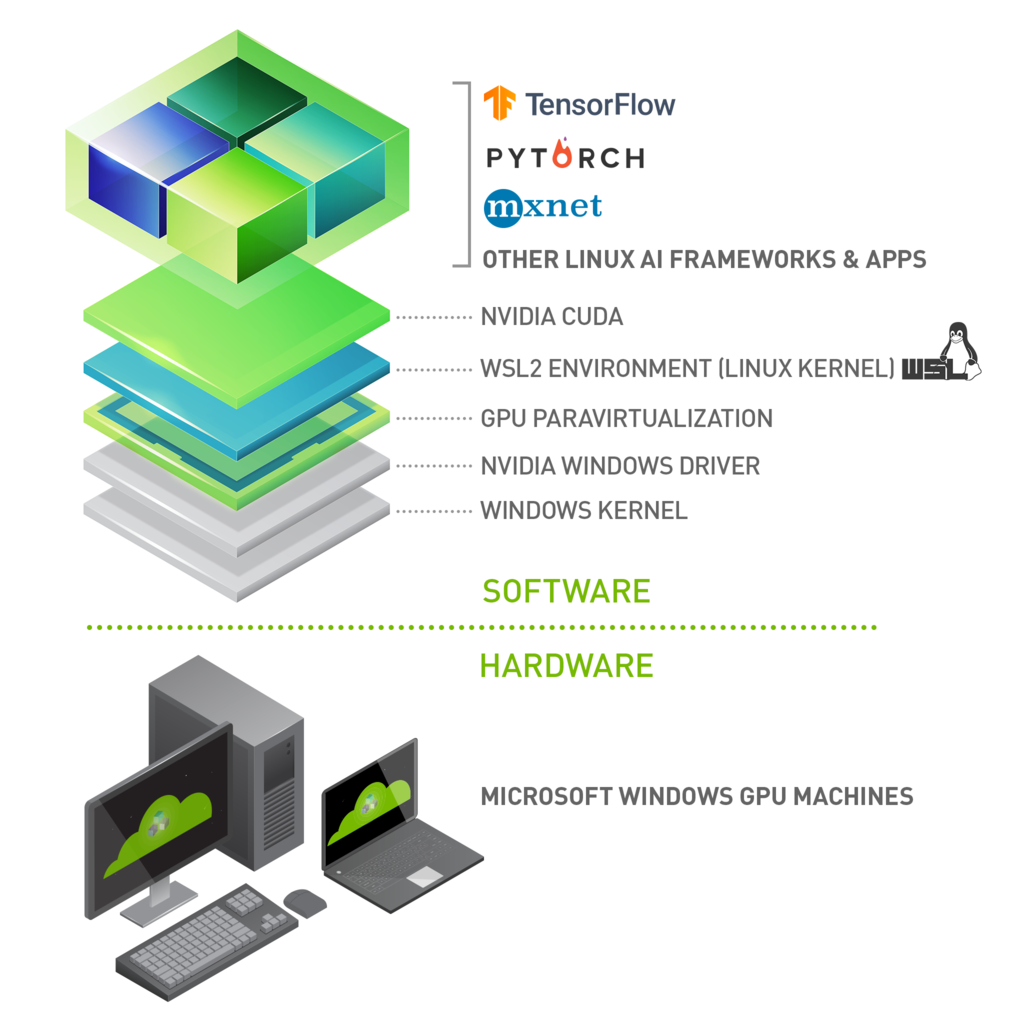 TensorFlow
PYTORCH
mxnet
OTHER LINUX AI FRAMEWORKS & APPS
NVIDIA CUDA
WSL2 ENVIRONMENT (LINUX KERNEL) WSL
GPU PARAVIRTUALIZATION
NVIDIA WINDOWS DRIVER
WINDOWS KERNEL
SOFTWARE
HARDWARE
MICROSOFT WINDOWS GPU MACHINES